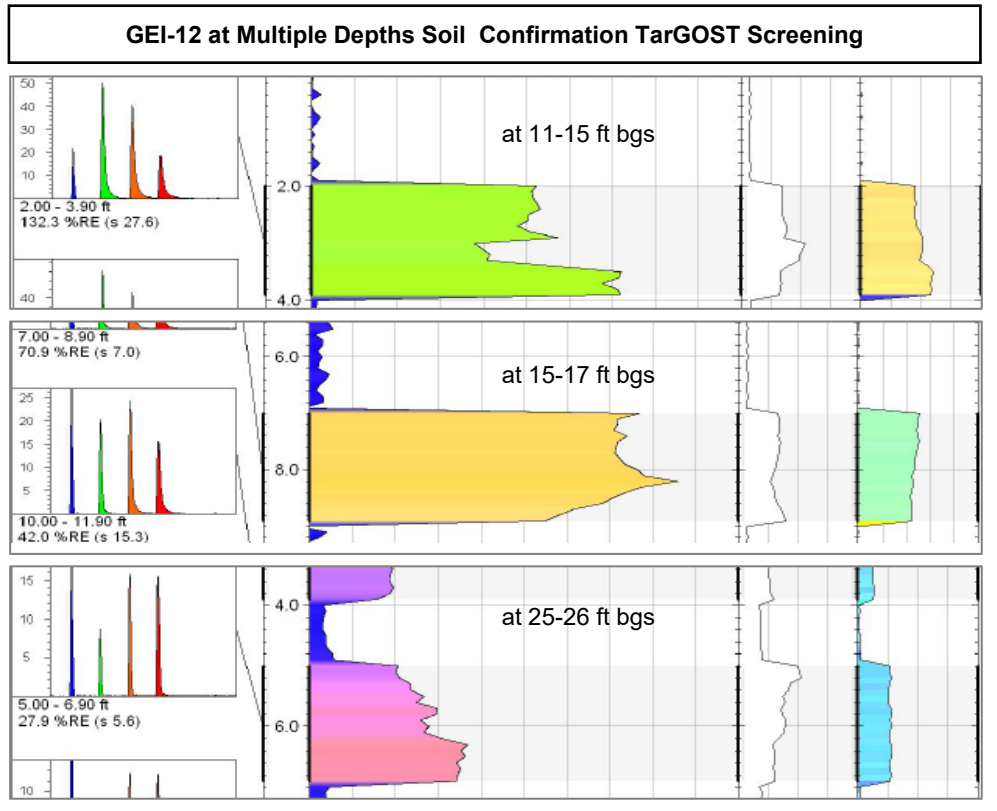 GEI-12 at Multiple Depths Soil Confirmation TarGOST Screening
50
40
30
20
10
2.00 - 3.90 ft
132.3 %RE (s 27.6)
40
at 11-15 ft bgs
2.0
4.0
7.00 - 8.90 ft
70.9 %RE (s 7.0)
25
20
15
10
5
10.00 - 11.90 ft
42.0 %RE (s 15.3)
6.0
at 15-17 ft bgs
8.0
15
10
5
5.00 - 6.90 ft
27.9 %RE (s 5.6)
10
4.0
at 25-26 ft bgs
6.0